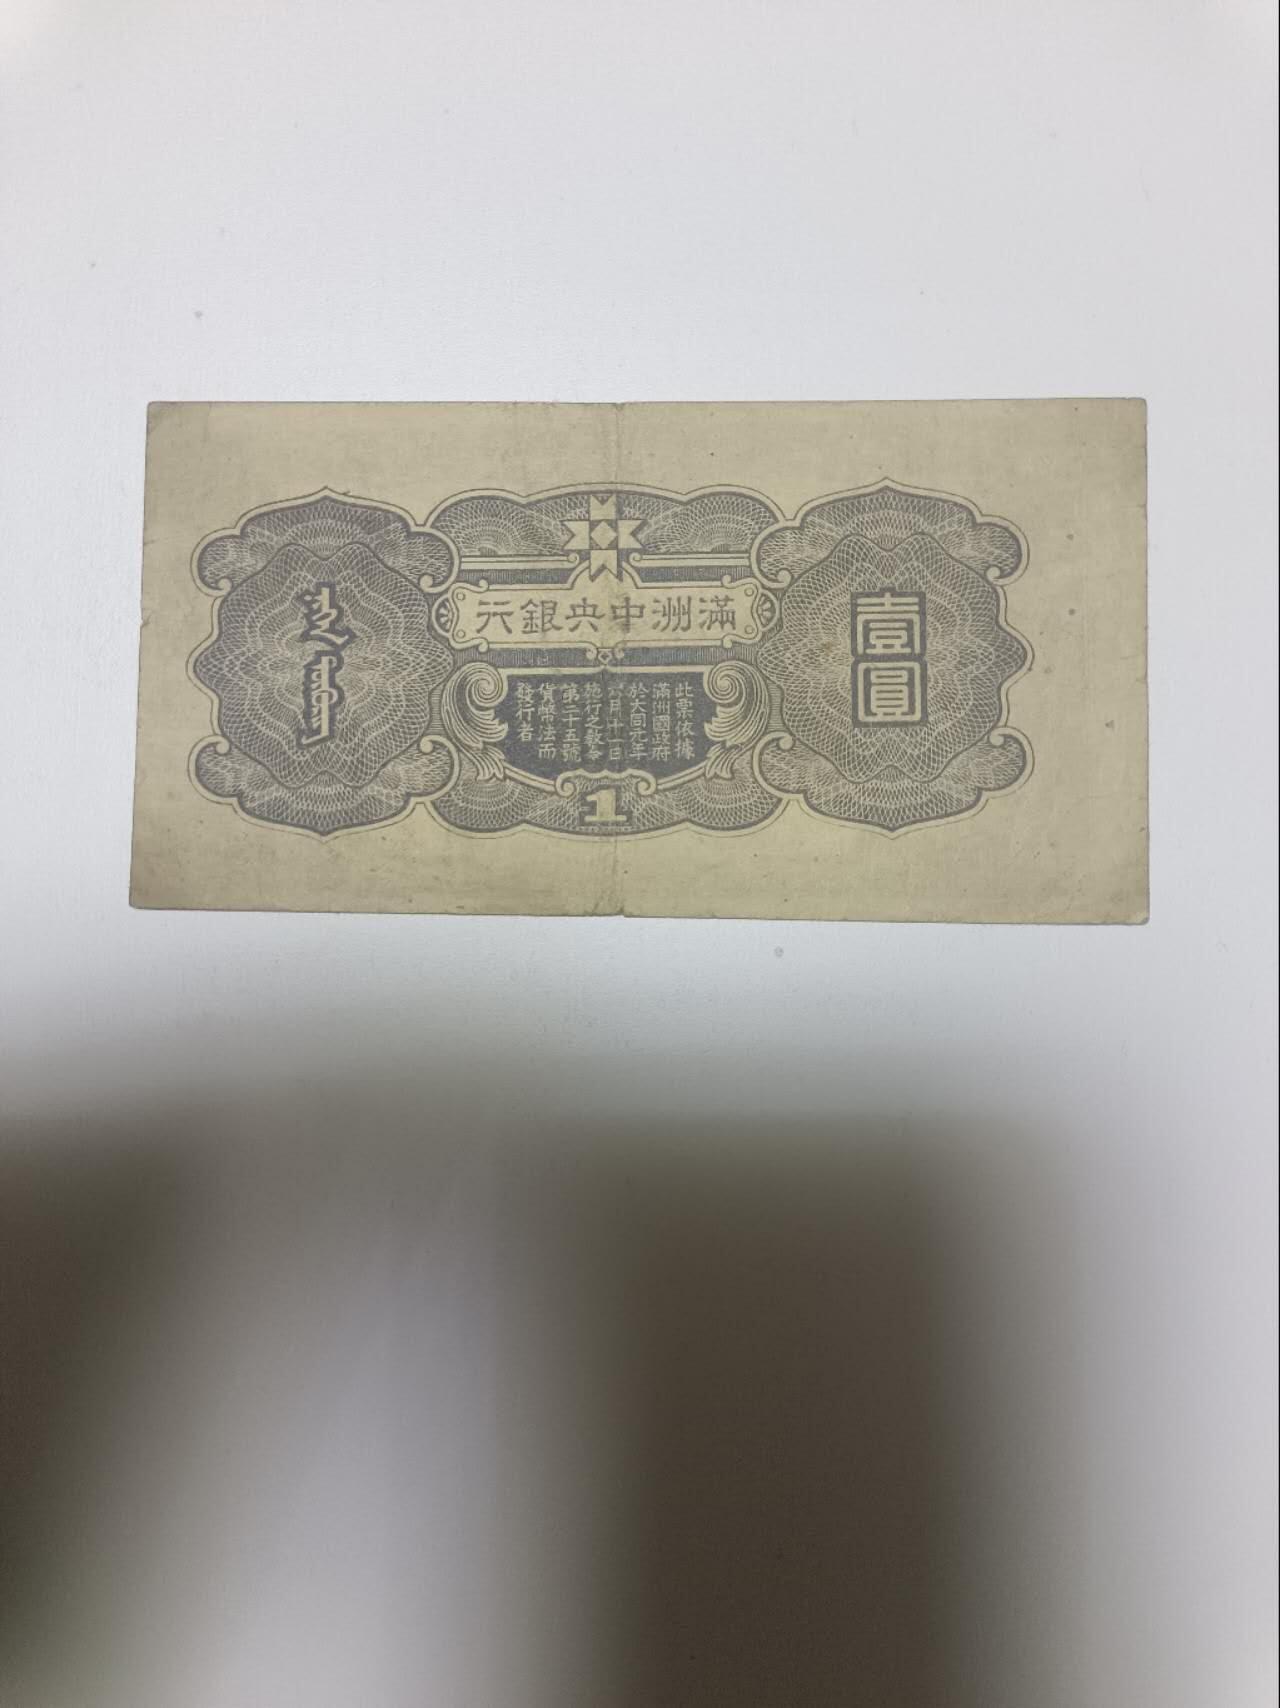 滿洲中央銀行
壹圓
此票依據
滿洲國政府
於大同元年
六月十一日
施行之教令
第二十五號
貨幣法而
發行者
1